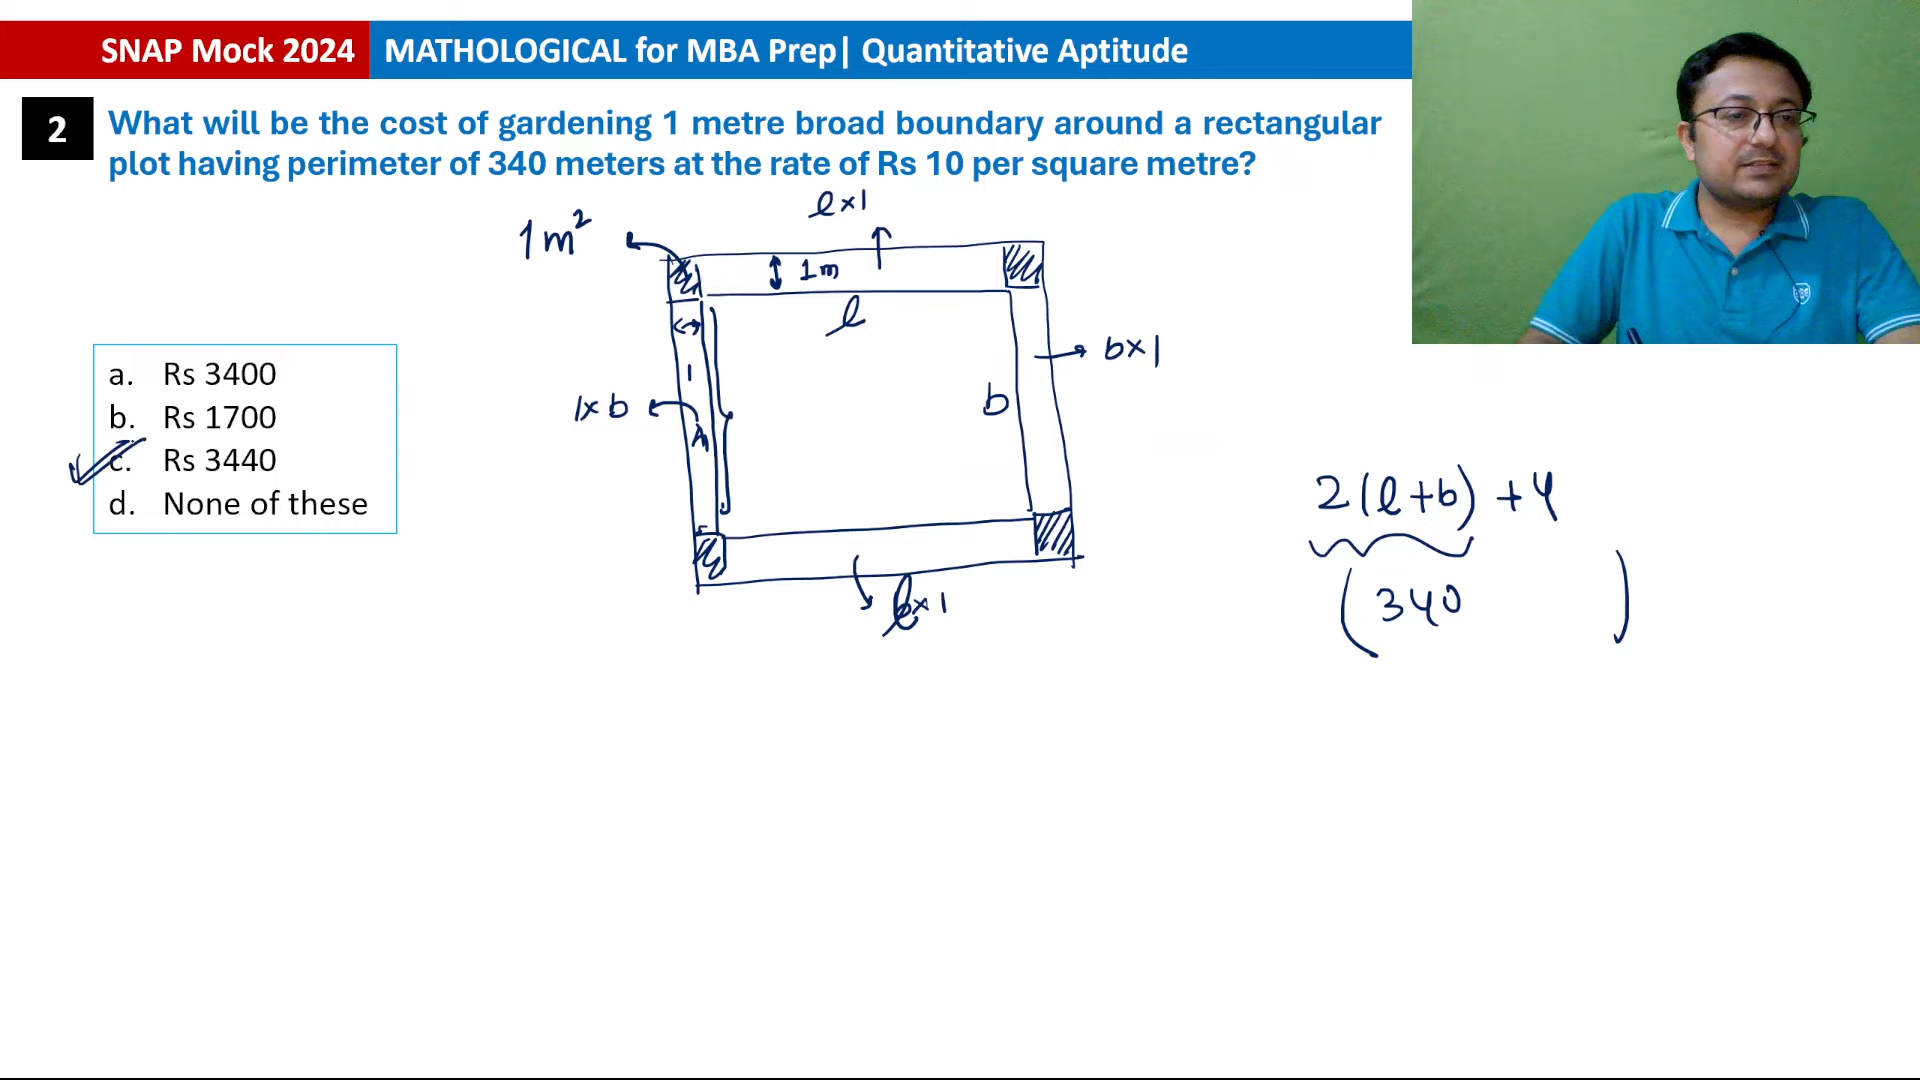 SNAP Mock 2024 MATHOLOGICAL for MBA Prep| Quantitative Aptitude
2 What will be the cost of gardening 1 metre broad boundary around a rectangular
plot having perimeter of 340 meters at the rate of Rs 10 per square metre?
l×1
1m²
1m
l
b×1
a. Rs 3400
1
b
1×b
b. Rs 1700
A
c. Rs 3440
2(l+b) +4
d. None of these
(340 )
l×1